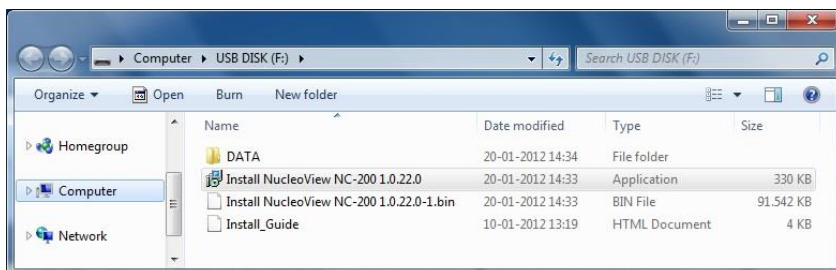 Computer ▸ USB DISK (F:) ▸ Search USB DISK (F:)
Organize Open Burn New folder
Name Date modified Type Size
Homegroup
Computer
Network
DATA 20-01-2012 14:34 File folder
Install NucleoView NC-200 1.0.22.0 20-01-2012 14:33 Application 330 KB
Install NucleoView NC-200 1.0.22.0-1.bin 20-01-2012 14:33 BIN File 91.542 KB
Install_Guide 10-01-2012 13:19 HTML Document 4 KB